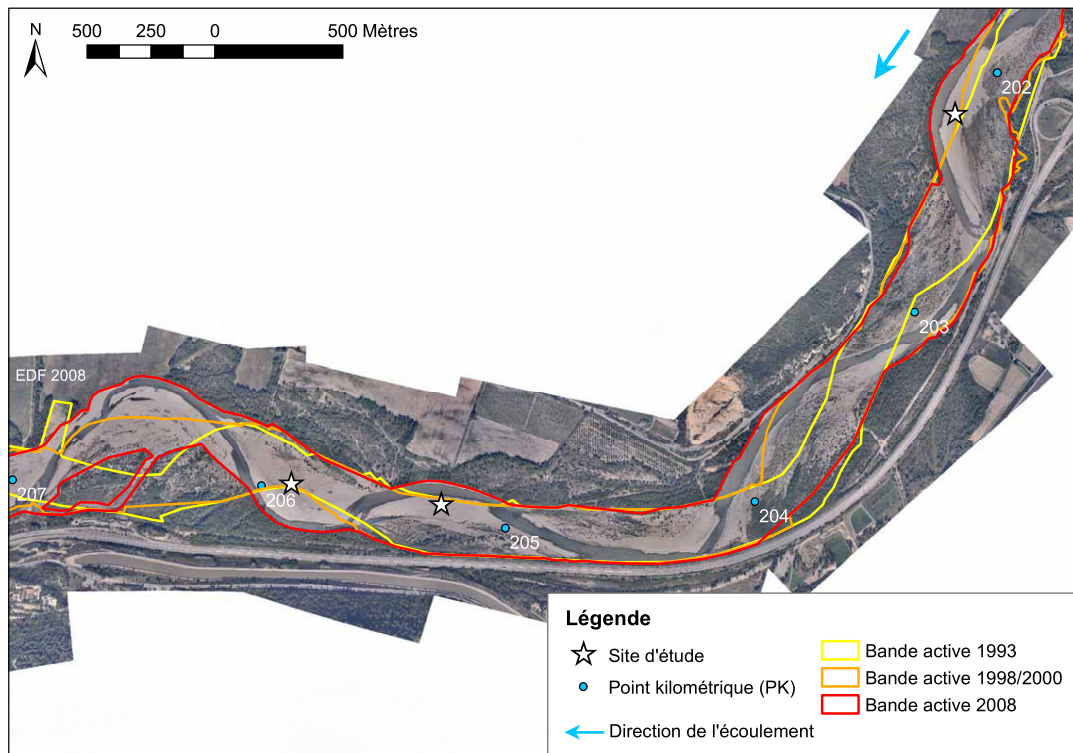 N
500 250 0 500 Mètres
202
203
EDF 2008
204
205
206
207
Légende
Site d'étude
Point kilométrique (PK)
Direction de l'écoulement
Bande active 1993
Bande active 1998/2000
Bande active 2008